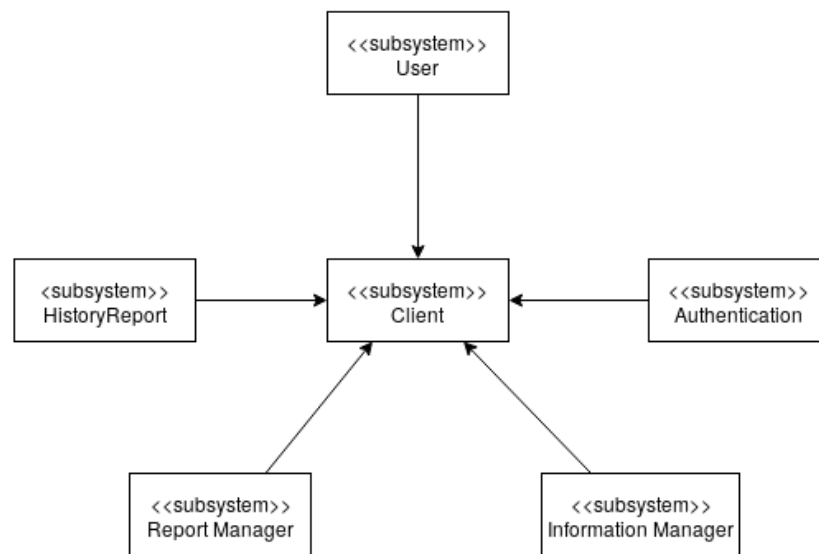 <<subsystem>>
User
<subsystem>>
HistoryReport
<<subsystem>>
Client
<<subsystem>>
Authentication
<<subsystem>>
Report Manager
<<subsystem>>
Information Manager